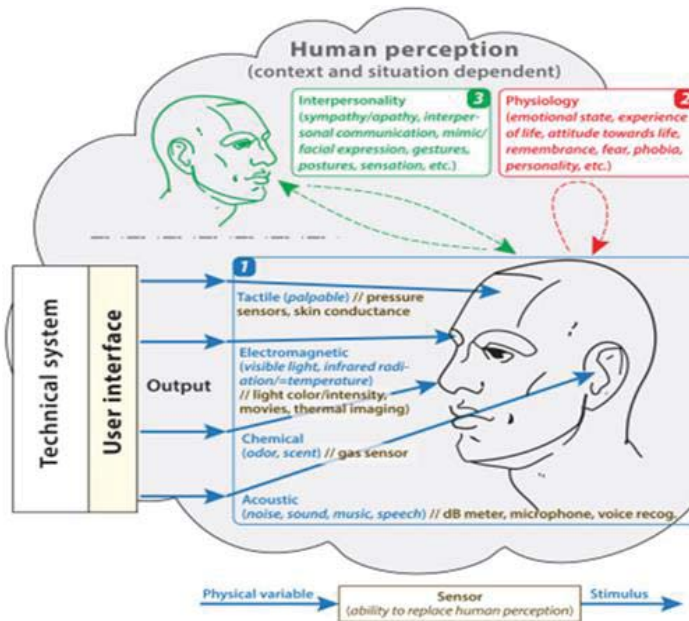 Human perception
(context and situation dependent)
Interpersonality
3
(sympathy/apathy, interper-
sonal communication, mimic/
facial expression, gestures,
postures, sensation, etc.)
Physiology
2
(emotional state, experience
of life, attitude towards life,
remembrance, fear, phobia,
personality, etc.)
1
Technical system
User interface
Output
Tactile (palpable) // pressure
sensors, skin conductance
Electromagnetic
(visible light, infrared radi-
ation/=temperature)
// light color/intensity,
movies, thermal imaging)
Chemical
(odor, scent) // gas sensor
Acoustic
(noise, sound, music, speech) // dB meter, microphone, voice recog.
Physical variable
Sensor
(ability to replace human perception)
Stimulus